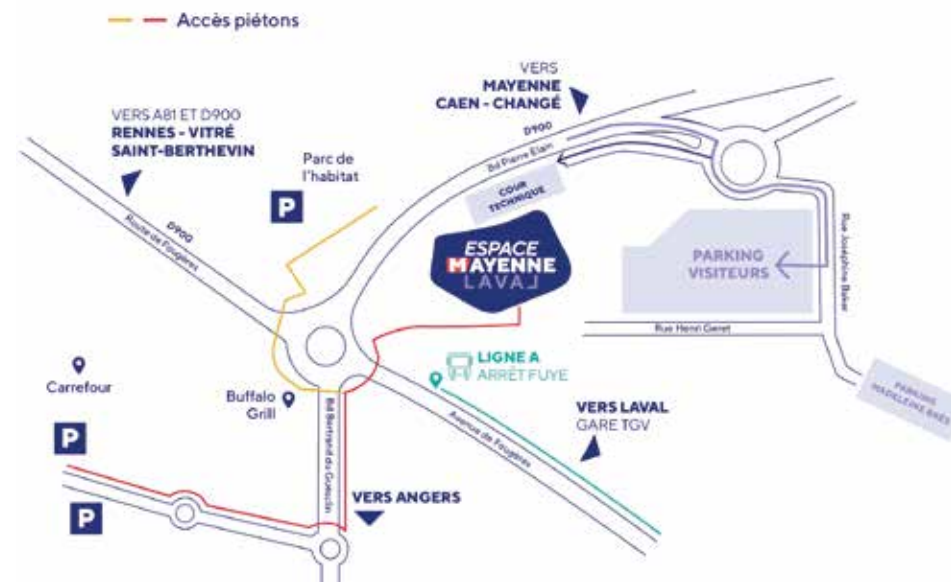 Accès piétons
VERS
MAYENNE
CAEN - CHANGÉ
D900
Bd Pierre Elain
VERS A81 ET D900
RENNES - VITRÉ
SAINT-BERTHEVIN
Parc de
l'habitat
P
D900
Route de Fougères
COUR
TECHNIQUE
ESPACE
MAYENNE
LAVAL
PARKING
VISITEURS
Rue Joséphine Baker
Rue Henri Geret
PARKING
MADELEINE BRÈS
LIGNE A
ARRÊT FUYE
Carrefour
Buffalo
Grill
VERS LAVAL
GARE TGV
Avenue de Fougères
Bd Bertrand du Guesclin
P
VERS ANGERS
P